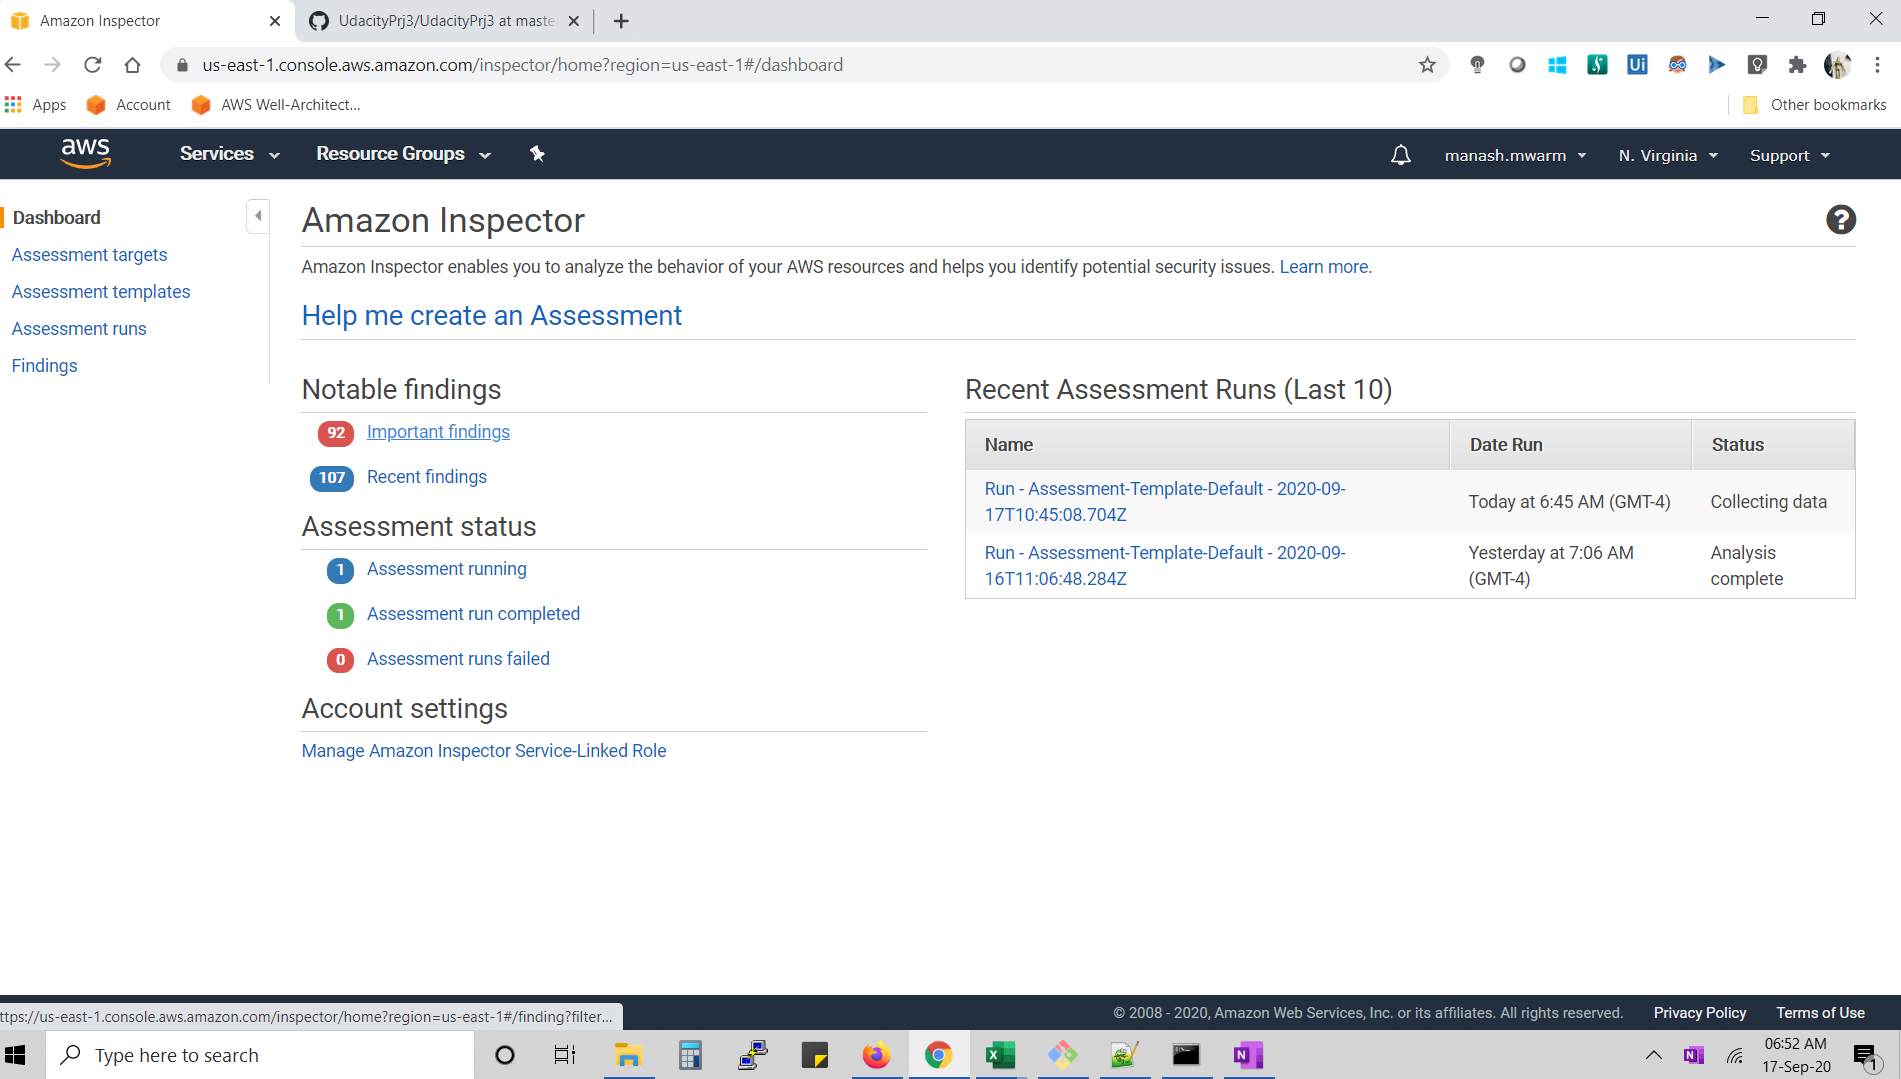 Amazon Inspector
UdacityPrj3/UdacityPrj3 at maste
us-east-1.console.aws.amazon.com/inspector/home?region=us-east-1#/dashboard
Ui
Apps
Account
AWS Well-Architect...
Other bookmarks
aws
Services
Resource Groups
manash.mwarm
N. Virginia
Support
Dashboard
Assessment targets
Assessment templates
Assessment runs
Findings
Amazon Inspector
?
Amazon Inspector enables you to analyze the behavior of your AWS resources and helps you identify potential security issues. Learn more.
Help me create an Assessment
Notable findings
92 Important findings
107 Recent findings
Assessment status
1 Assessment running
1 Assessment run completed
0 Assessment runs failed
Account settings
Manage Amazon Inspector Service-Linked Role
Recent Assessment Runs (Last 10)
Name Date Run Status
Run - Assessment-Template-Default - 2020-09-
17T10:45:08.704Z
Today at 6:45 AM (GMT-4)
Collecting data
Run - Assessment-Template-Default - 2020-09-
16T11:06:48.284Z
Yesterday at 7:06 AM
(GMT-4)
Analysis
complete
ttps://us-east-1.console.aws.amazon.com/inspector/home?region=us-east-1#/finding?filter...
© 2008 - 2020, Amazon Web Services, Inc. or its affiliates. All rights reserved.
Privacy Policy
Terms of Use
Type here to search
X
N
N
06:52 AM
17-Sep-20
1